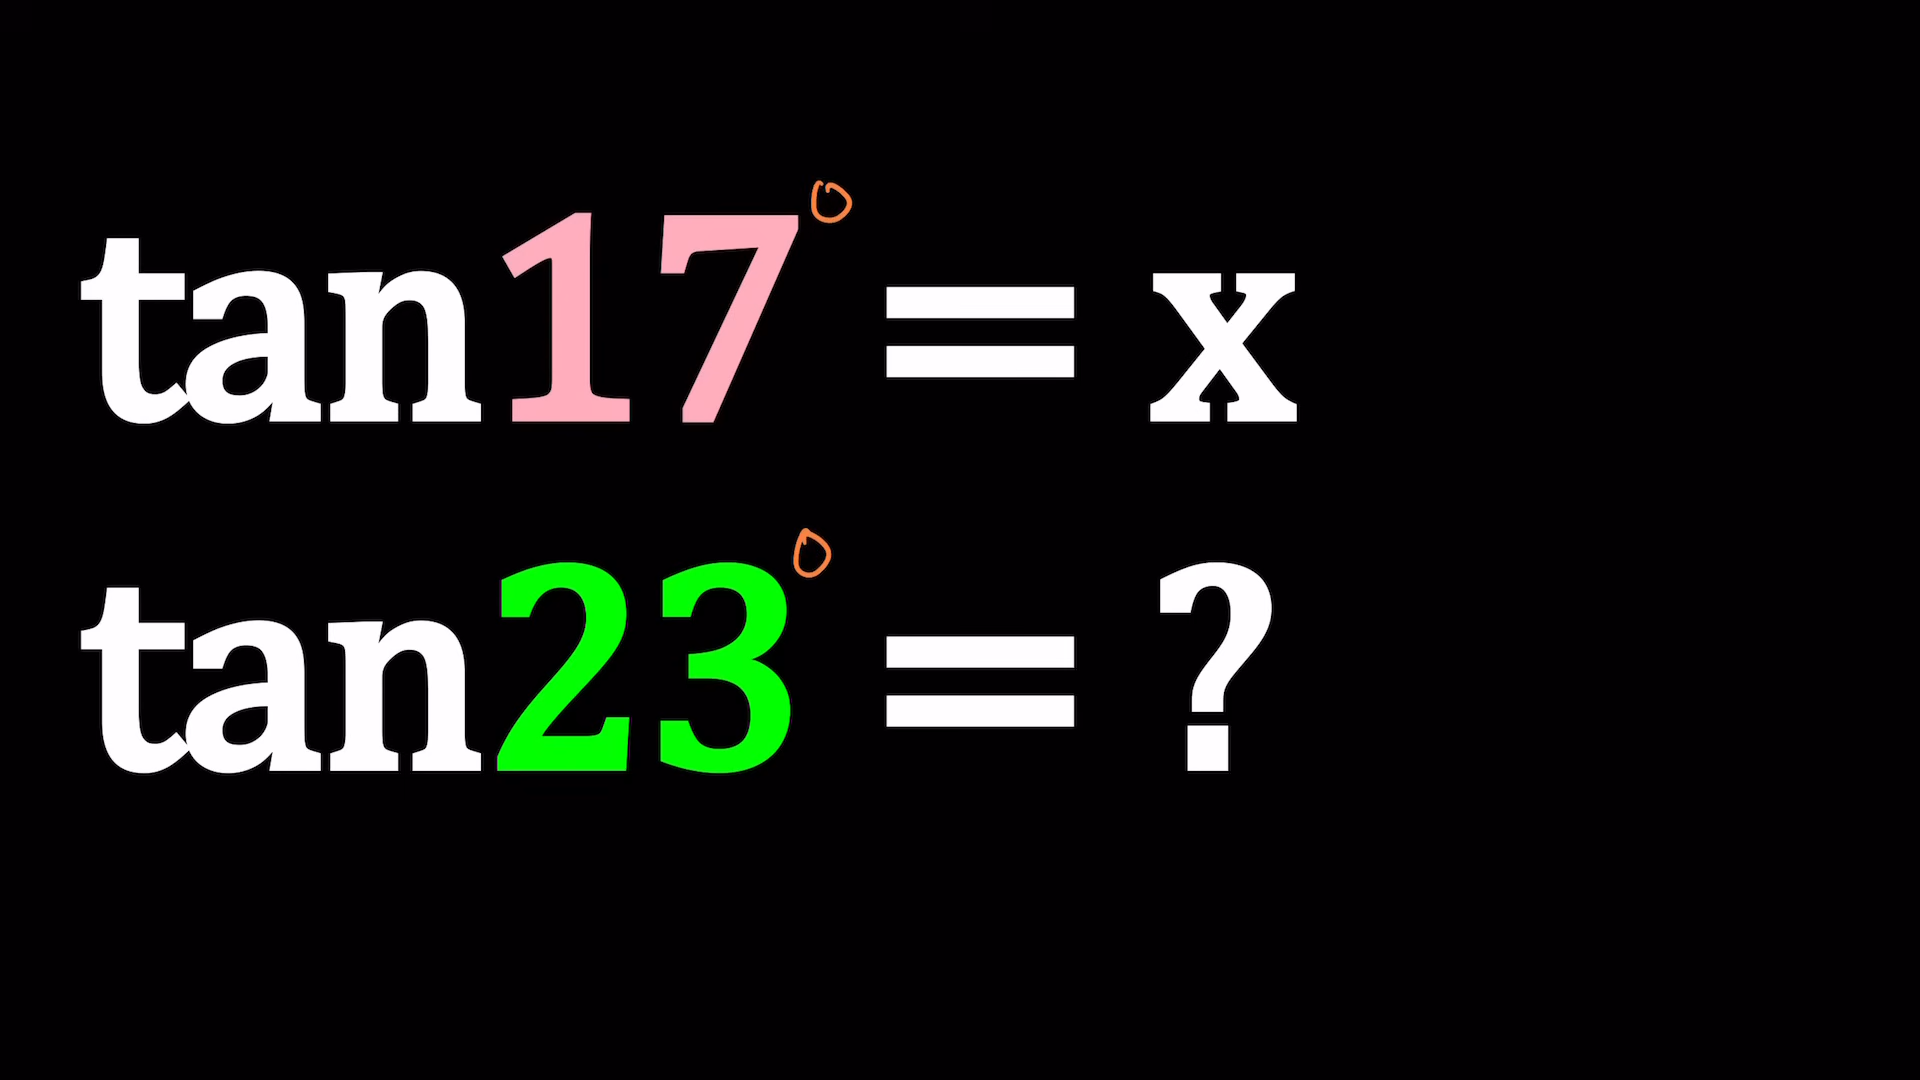 tan17° = x
tan23° = ?